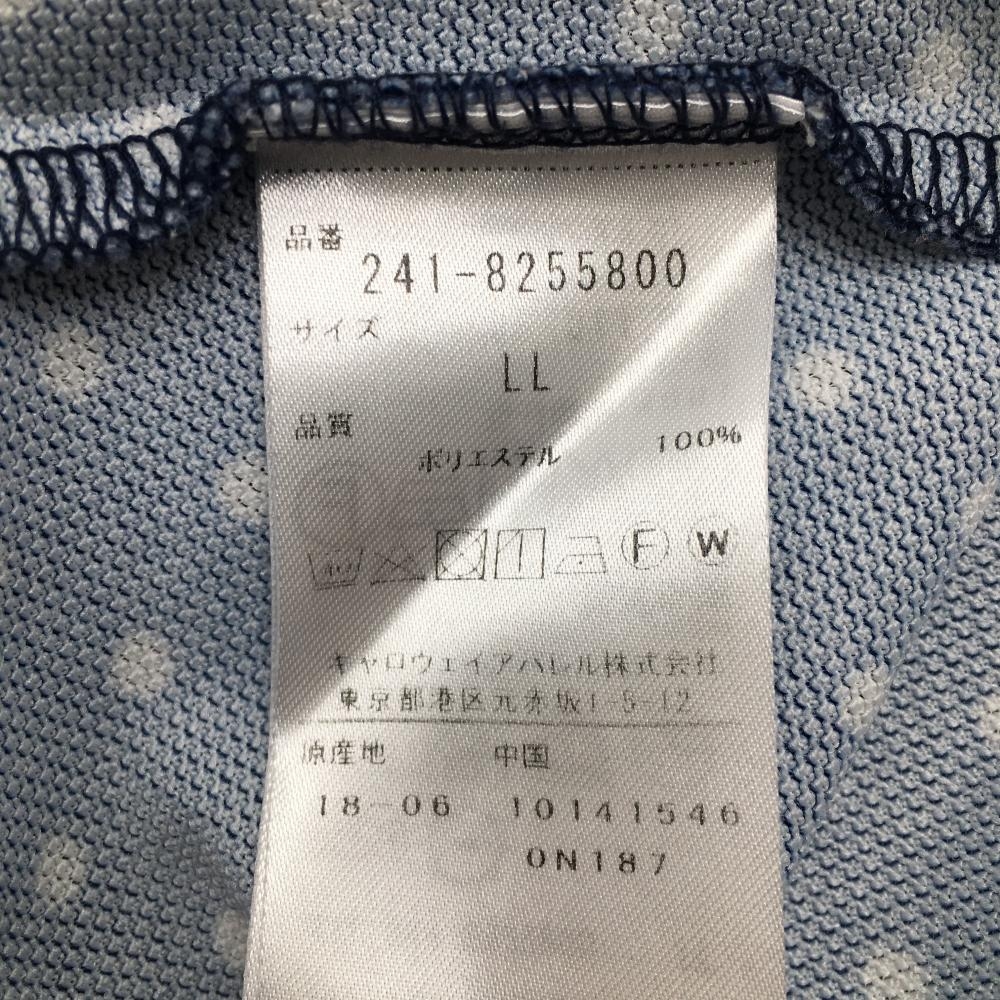 品番
241-8255800
サイズ
LL
品質
ポリエステル 100%
F W
キャロウェイアパレル株式会社
東京都港区元赤坂1-5-12
原産地 中国
18-06 10141546
0N187